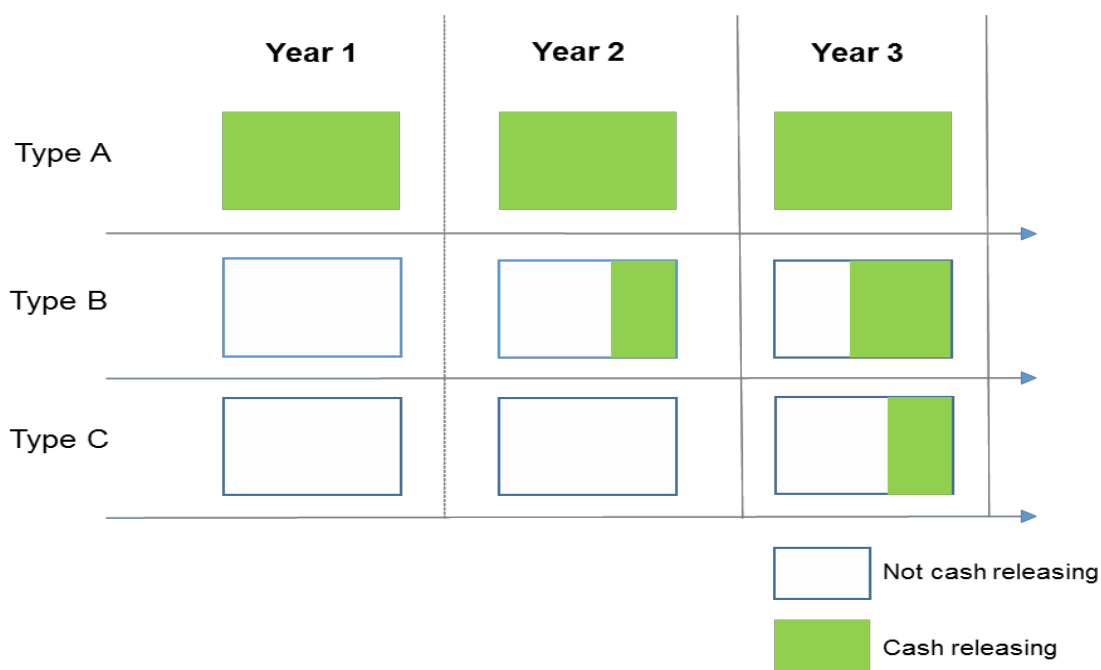 Year 1
Year 2
Year 3
Type A
Type B
Type C
Not cash releasing
Cash releasing